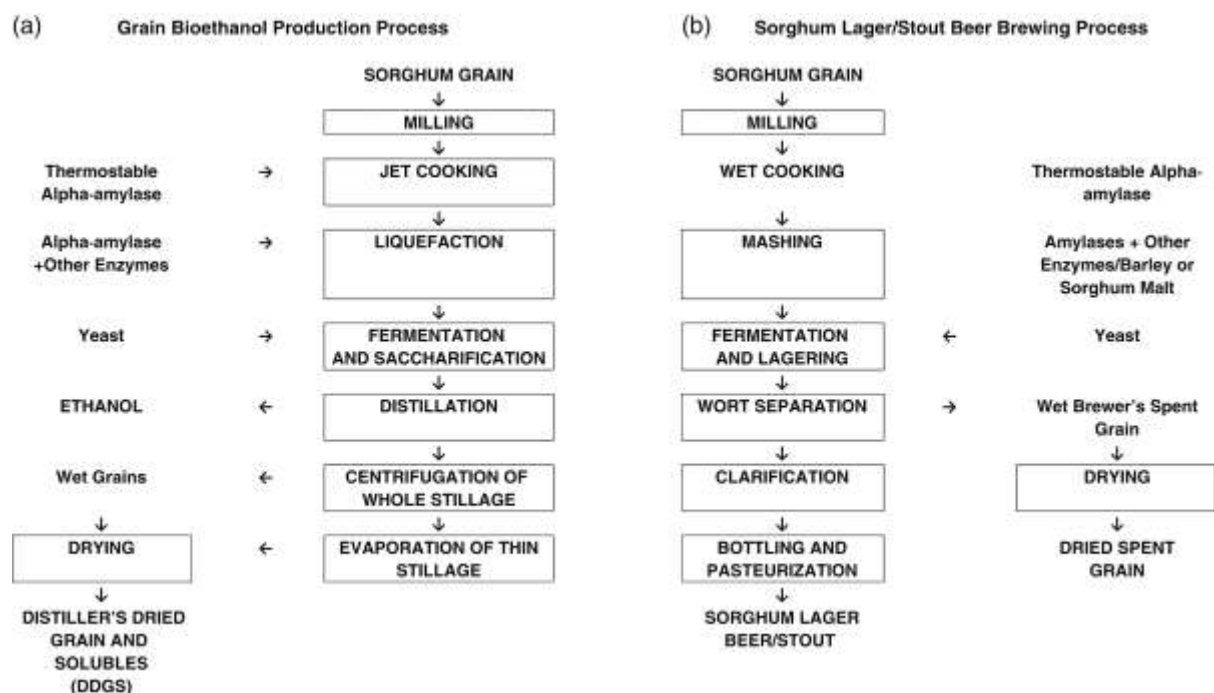 (a) Grain Bioethanol Production Process
SORGHUM GRAIN
↓
MILLING
↓
Thermostable
Alpha-amylase
→
JET COOKING
↓
Alpha-amylase
+Other Enzymes
→
LIQUEFACTION
↓
Yeast
→
FERMENTATION
AND SACCHARIFICATION
↓
ETHANOL
←
DISTILLATION
↓
Wet Grains
←
CENTRIFUGATION OF
WHOLE STILLAGE
↓
↓
DRYING
←
EVAPORATION OF THIN
STILLAGE
↓
DISTILLER'S DRIED
GRAIN AND
SOLUBLES
(DDGS)
(b) Sorghum Lager/Stout Beer Brewing Process
SORGHUM GRAIN
↓
MILLING
↓
WET COOKING
Thermostable Alpha-
amylase
↓
MASHING
Amylases + Other
Enzymes/Barley or
Sorghum Malt
↓
FERMENTATION
AND LAGERING
←
Yeast
↓
WORT SEPARATION
→
Wet Brewer's Spent
Grain
↓
↓
CLARIFICATION
DRYING
↓
↓
BOTTLING AND
PASTEURIZATION
DRIED SPENT
GRAIN
↓
SORGHUM LAGER
BEER/STOUT